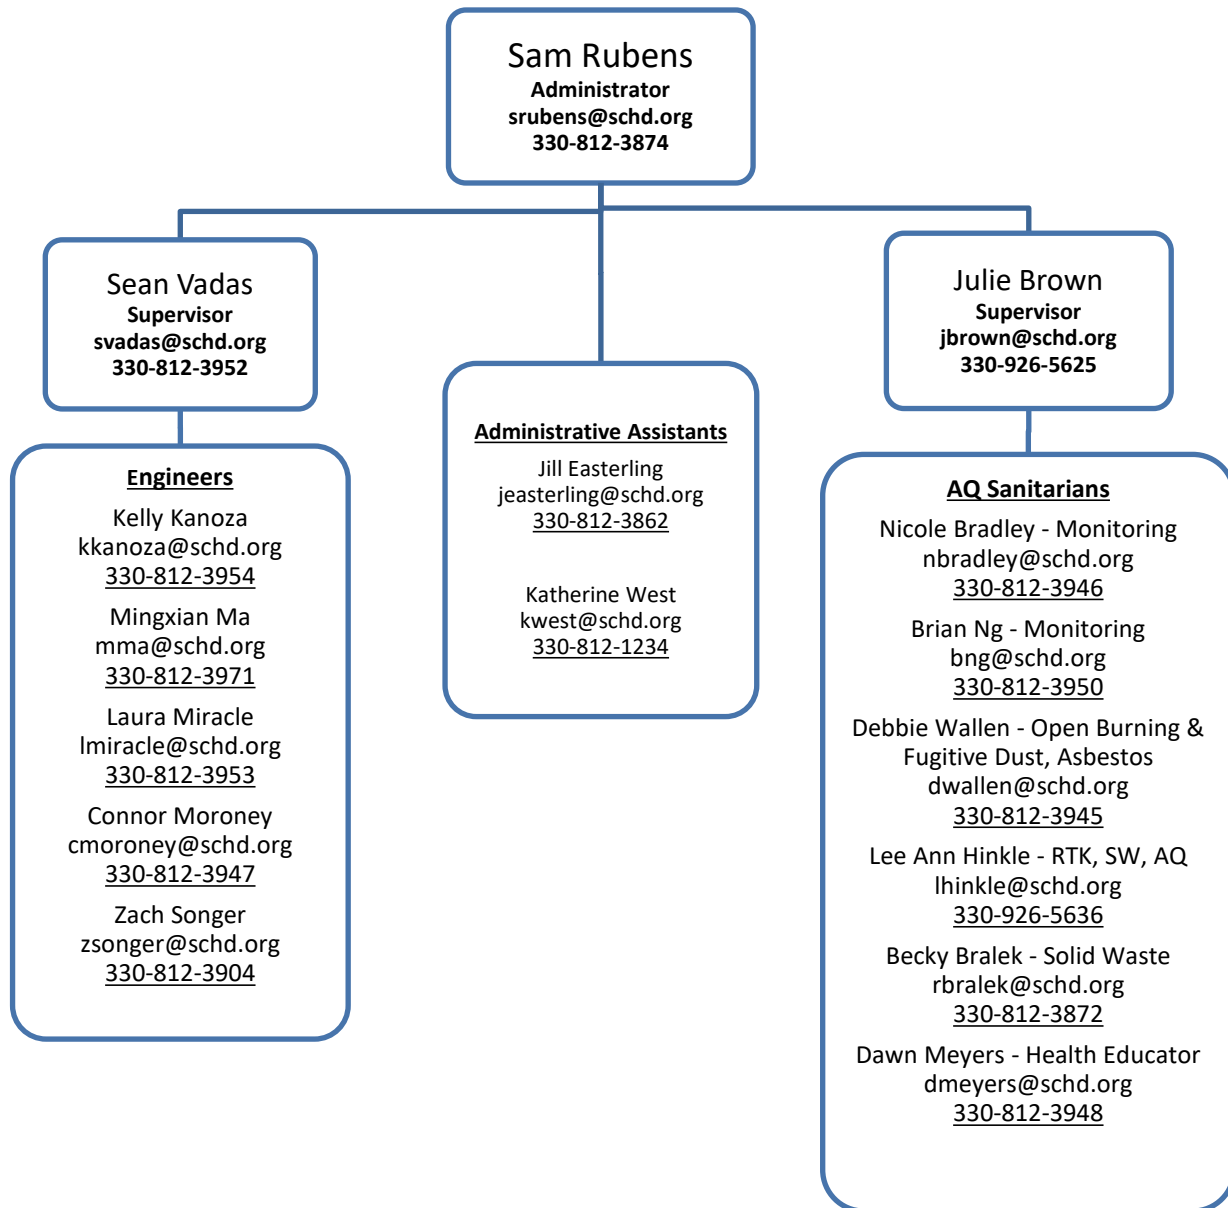 Sam Rubens
Administrator
srubens@schd.org
330-812-3874
Sean Vadas
Supervisor
svadas@schd.org
330-812-3952
Julie Brown
Supervisor
jbrown@schd.org
330-926-5625
Engineers
Kelly Kanoza
kkanoza@schd.org
330-812-3954
Mingxian Ma
mma@schd.org
330-812-3971
Laura Miracle
lmiracle@schd.org
330-812-3953
Connor Moroney
cmoroney@schd.org
330-812-3947
Zach Songer
zsonger@schd.org
330-812-3904
Administrative Assistants
Jill Easterling
jeasterling@schd.org
330-812-3862
Katherine West
kwest@schd.org
330-812-1234
AQ Sanitarians
Nicole Bradley - Monitoring
nbradley@schd.org
330-812-3946
Brian Ng - Monitoring
bng@schd.org
330-812-3950
Debbie Wallen - Open Burning &
Fugitive Dust, Asbestos
dwallen@schd.org
330-812-3945
Lee Ann Hinkle - RTK, SW, AQ
lhinkle@schd.org
330-926-5636
Becky Bralek - Solid Waste
rbralek@schd.org
330-812-3872
Dawn Meyers - Health Educator
dmeyers@schd.org
330-812-3948